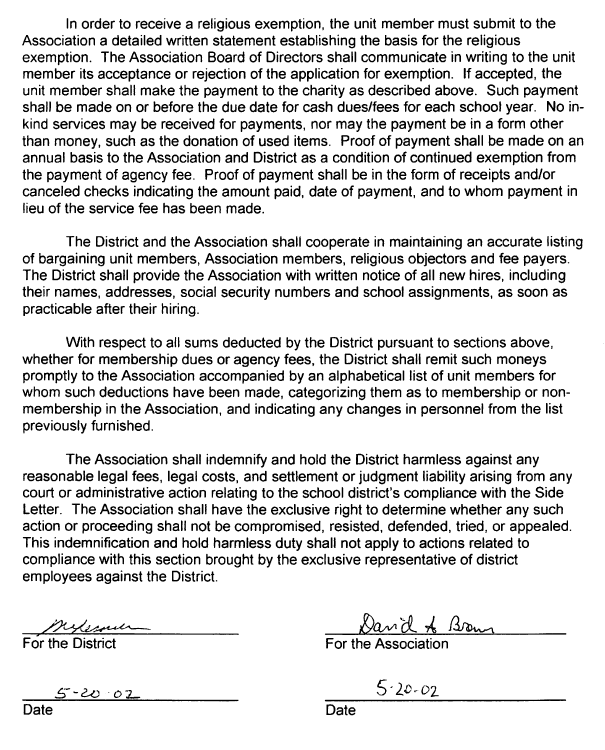 In order to receive a religious exemption, the unit member must submit to the
Association a detailed written statement establishing the basis for the religious
exemption. The Association Board of Directors shall communicate in writing to the unit
member its acceptance or rejection of the application for exemption. If accepted, the
unit member shall make the payment to the charity as described above. Such payment
shall be made on or before the due date for cash dues/fees for each school year. No in-
kind services may be received for payments, nor may the payment be in a form other
than money, such as the donation of used items. Proof of payment shall be made on an
annual basis to the Association and District as a condition of continued exemption from
the payment of agency fee. Proof of payment shall be in the form of receipts and/or
canceled checks indicating the amount paid, date of payment, and to whom payment in
lieu of the service fee has been made.
The District and the Association shall cooperate in maintaining an accurate listing
of bargaining unit members, Association members, religious objectors and fee payers.
The District shall provide the Association with written notice of all new hires, including
their names, addresses, social security numbers and school assignments, as soon as
practicable after their hiring.
With respect to all sums deducted by the District pursuant to sections above,
whether for membership dues or agency fees, the District shall remit such moneys
promptly to the Association accompanied by an alphabetical list of unit members for
whom such deductions have been made, categorizing them as to membership or non-
membership in the Association, and indicating any changes in personnel from the list
previously furnished.
The Association shall indemnify and hold the District harmless against any
reasonable legal fees, legal costs, and settlement or judgment liability arising from any
court or administrative action relating to the school district's compliance with the Side
Letter. The Association shall have the exclusive right to determine whether any such
action or proceeding shall not be compromised, resisted, defended, tried, or appealed.
This indemnification and hold harmless duty shall not apply to actions related to
compliance with this section brought by the exclusive representative of district
employees against the District.
David A Brown
For the District For the Association
5-20-02 5-20-02
Date Date